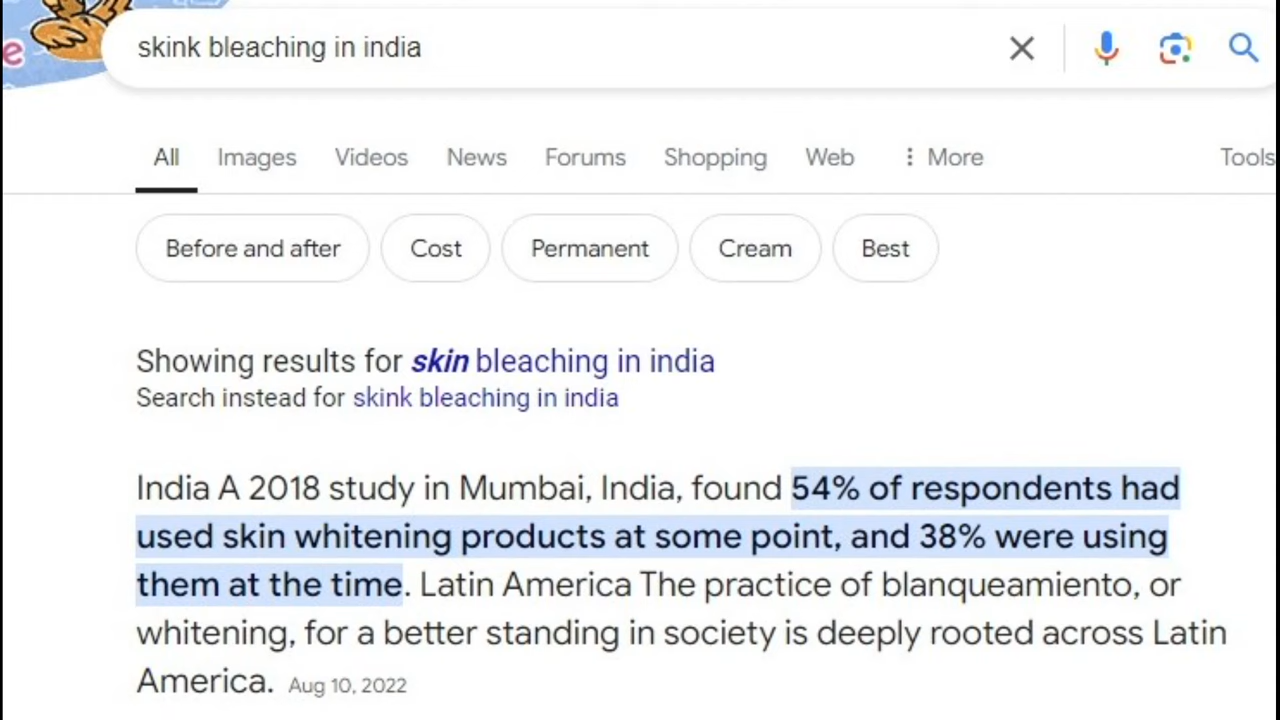 e
skink bleaching in india
All Images Videos News Forums Shopping Web More Tools
Before and after Cost Permanent Cream Best
Showing results for skin bleaching in india
Search instead for skink bleaching in india
India A 2018 study in Mumbai, India, found 54% of respondents had
used skin whitening products at some point, and 38% were using
them at the time. Latin America The practice of blanqueamiento, or
whitening, for a better standing in society is deeply rooted across Latin
America. Aug 10, 2022